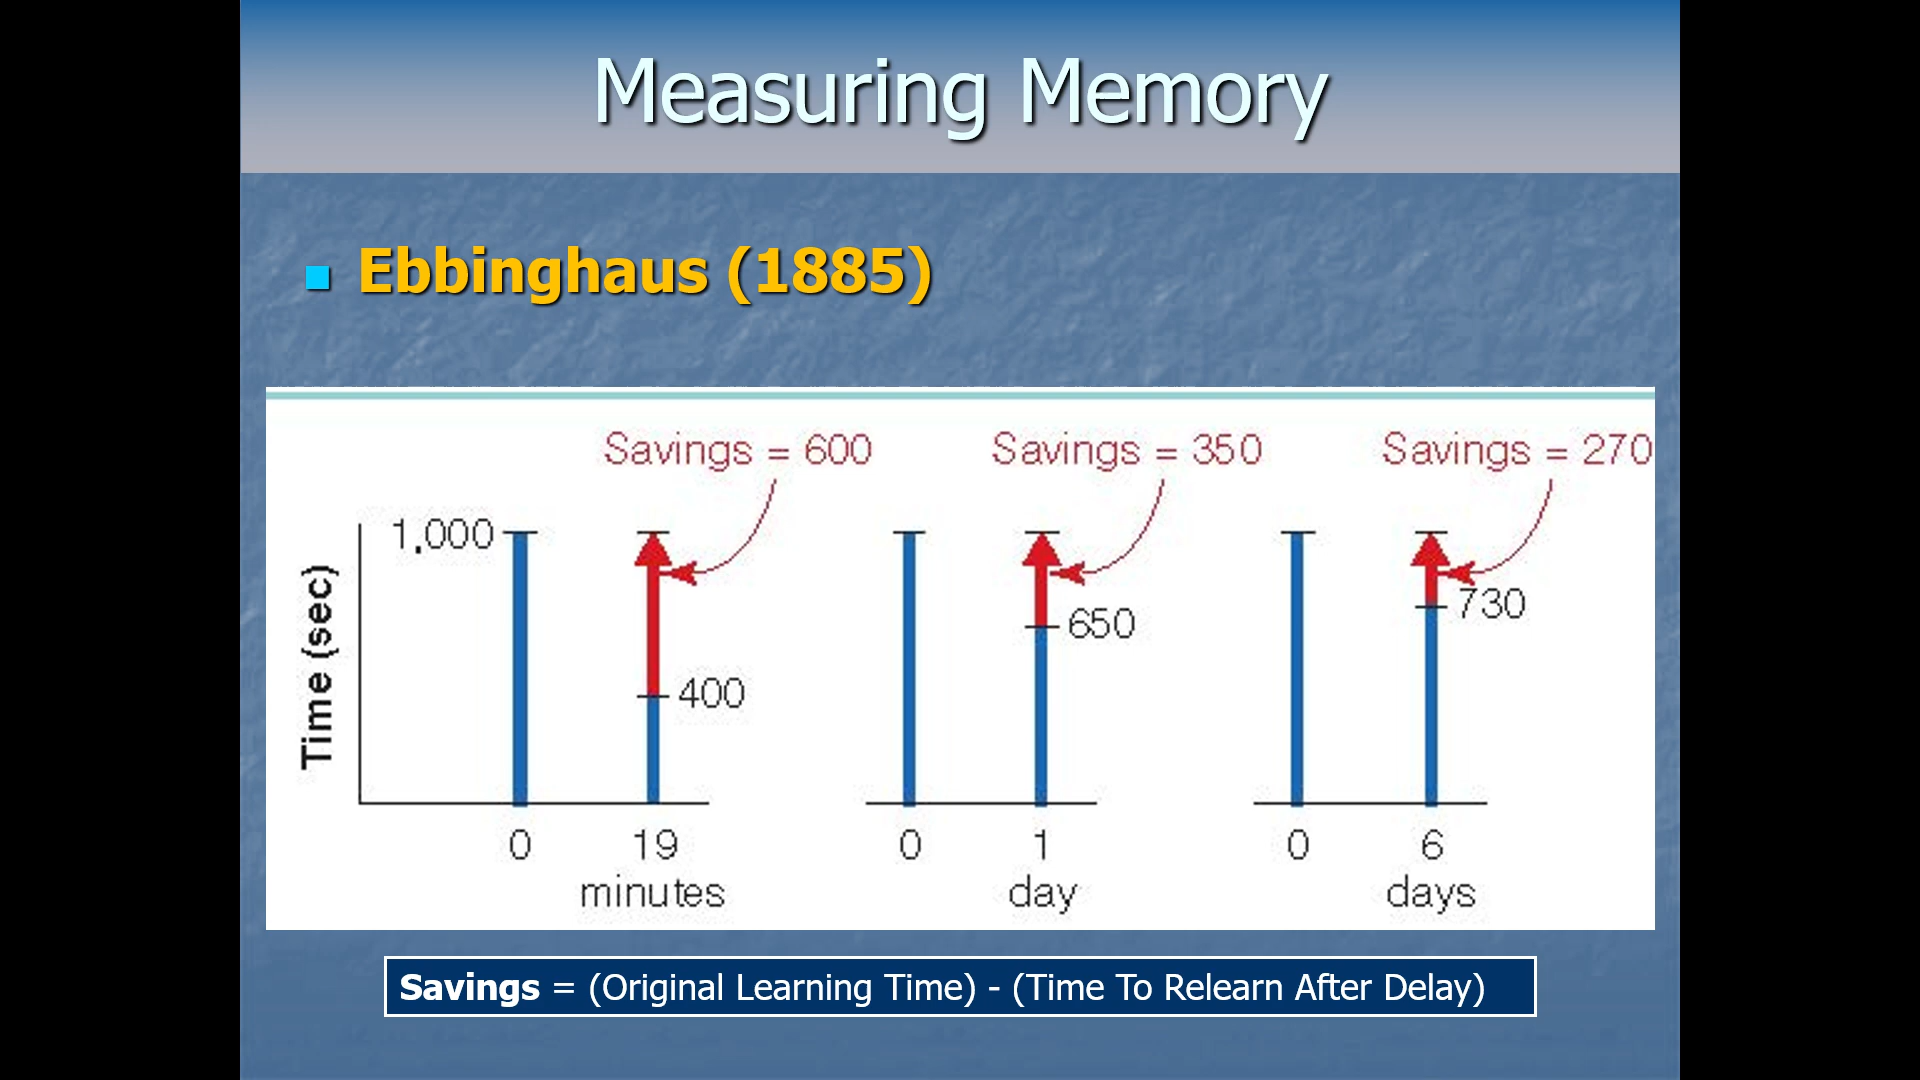 Measuring Memory
Ebbinghaus (1885)
Savings = 600
Savings = 350
Savings = 270
1,000
Time (sec)
400
650
730
0
19
0
1
0
6
minutes
day
days
Savings = (Original Learning Time) - (Time To Relearn After Delay)